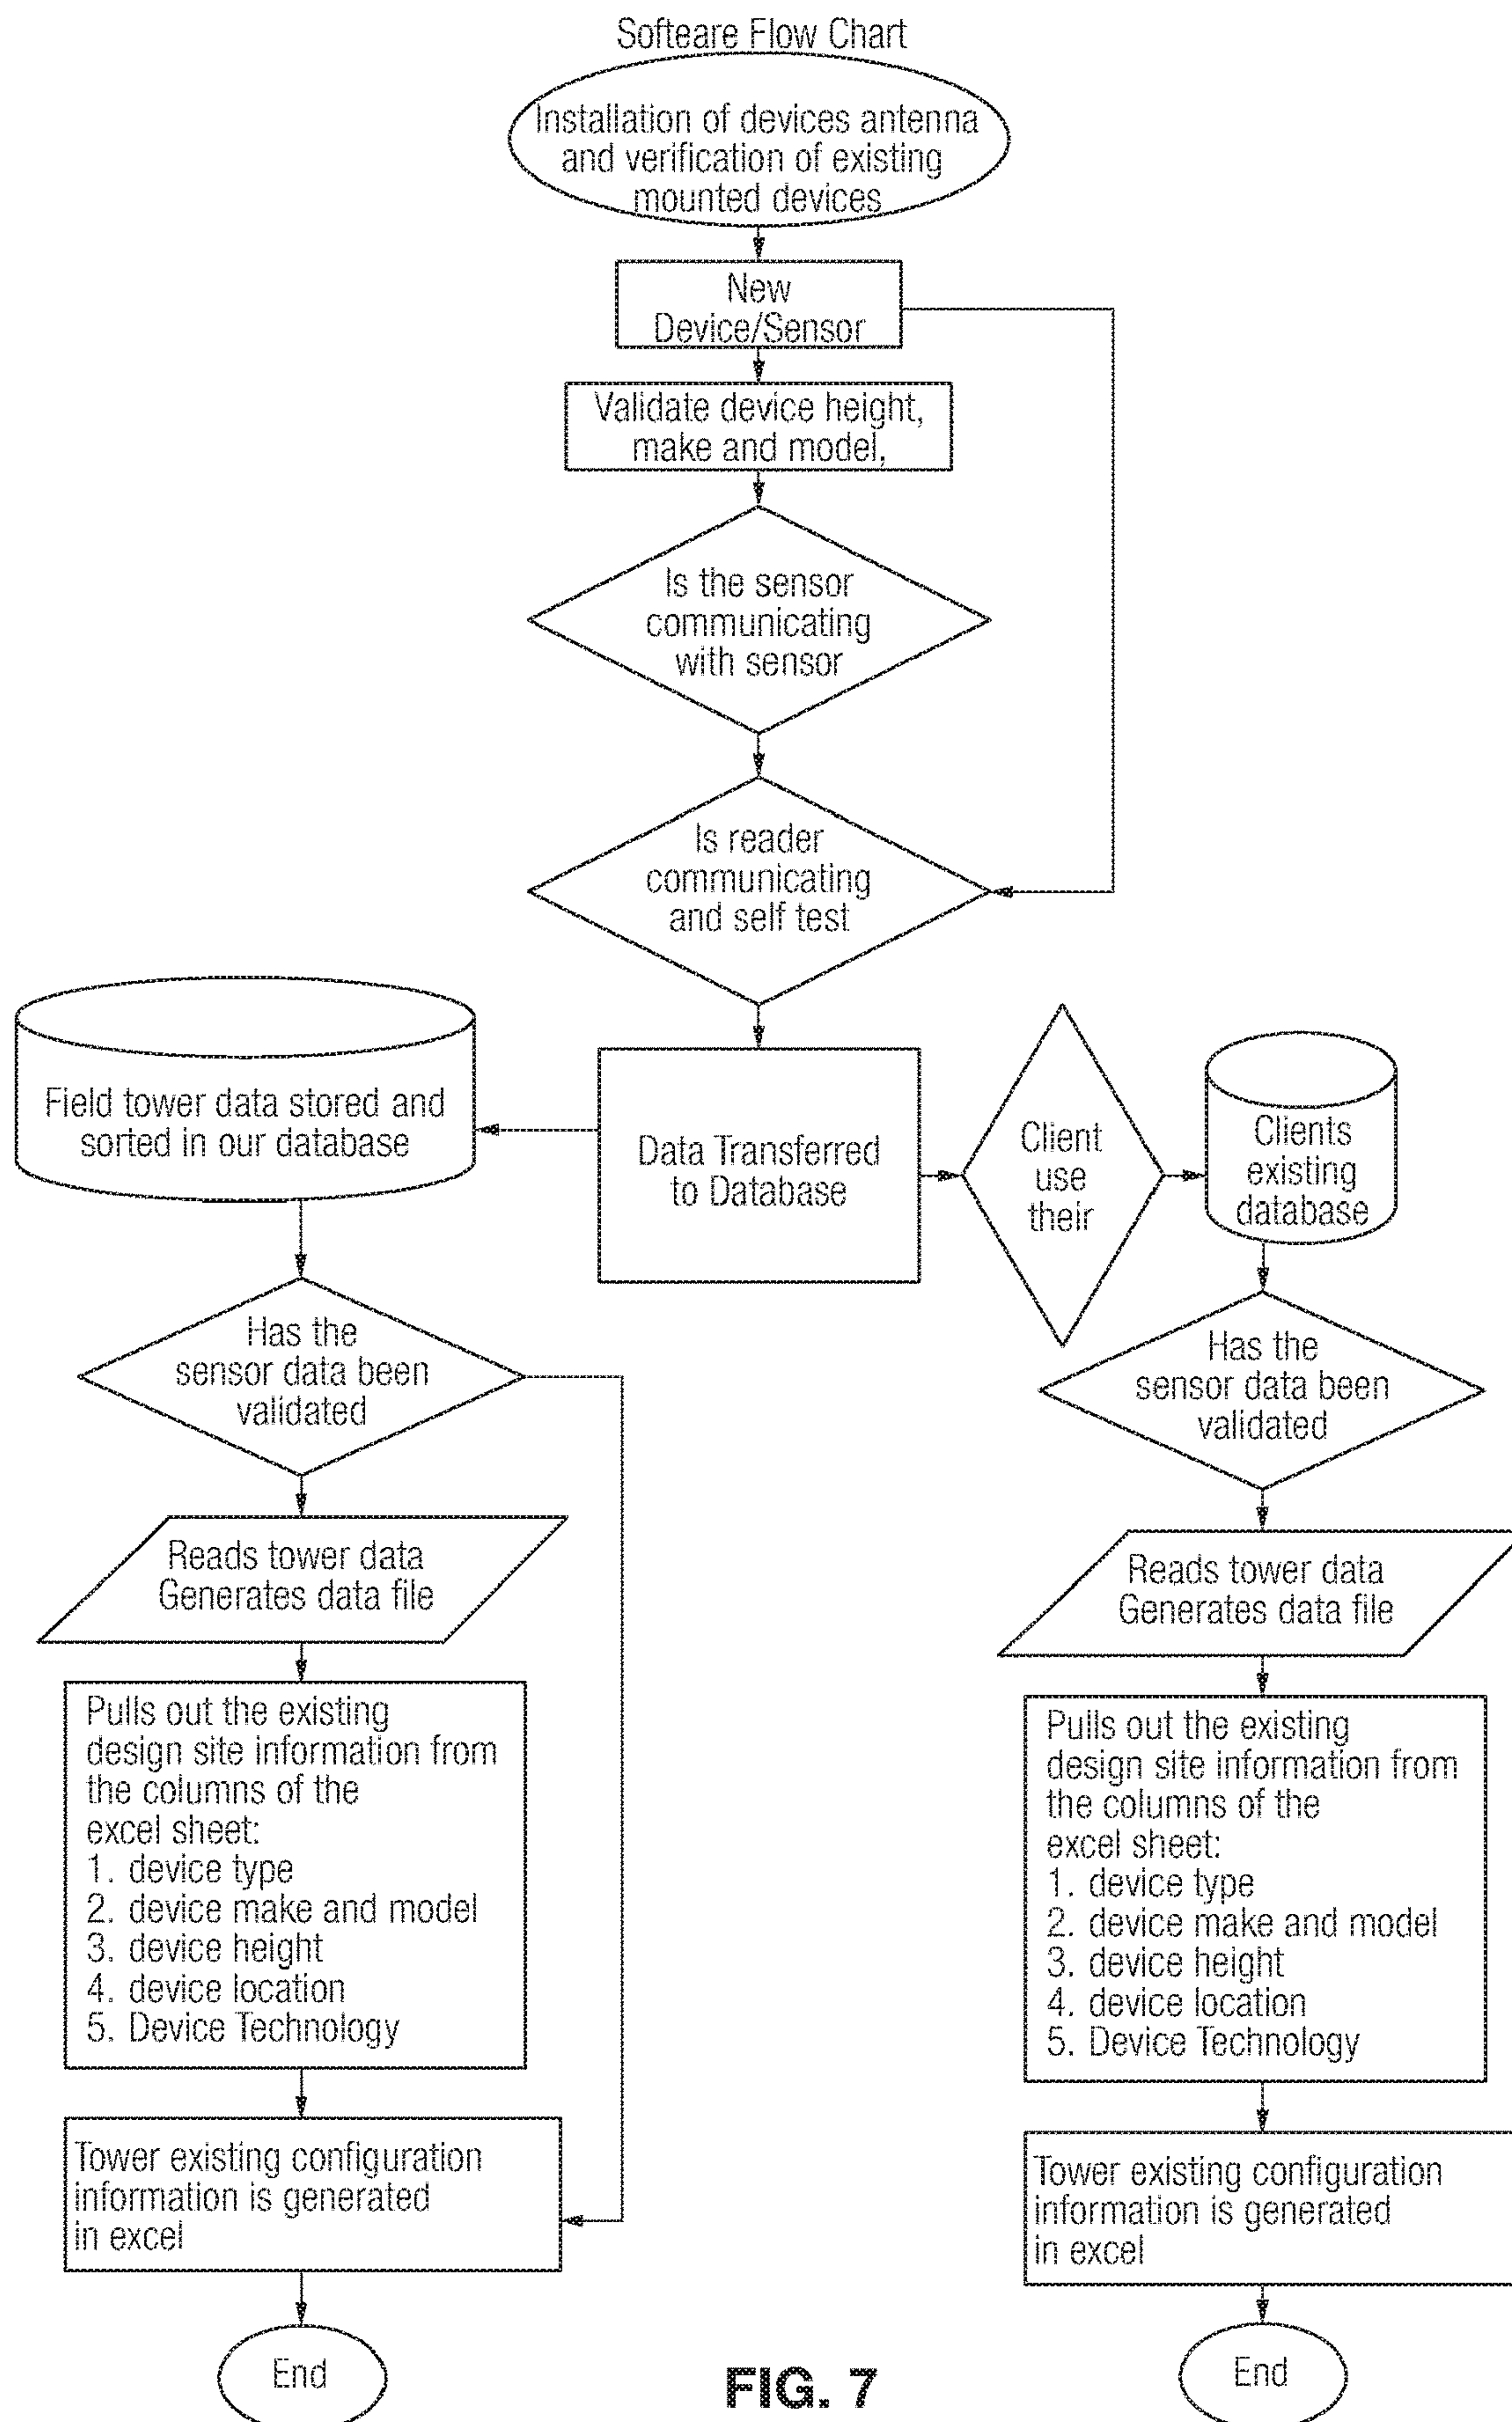 Softeare Flow Chart
Installation of devices antenna
and verification of existing
mounted devices
New
Device/Sensor
Validate device height,
make and model,
Is the sensor
communicating
with sensor
Is reader
communicating
and self test
Field tower data stored and
sorted in our database
Data Transferred
to Database
Client
use
their
Clients
existing
database
Has the
sensor data been
validated
Reads tower data
Generates data file
Pulls out the existing
design site information from
the columns of the
excel sheet:
1. device type
2. device make and model
3. device height
4. device location
5. Device Technology
Tower existing configuration
information is generated
in excel
End
Has the
sensor data been
validated
Reads tower data
Generates data file
Pulls out the existing
design site information from
the columns of the
excel sheet:
1. device type
2. device make and model
3. device height
4. device location
5. Device Technology
Tower existing configuration
information is generated
in excel
End
FIG. 7